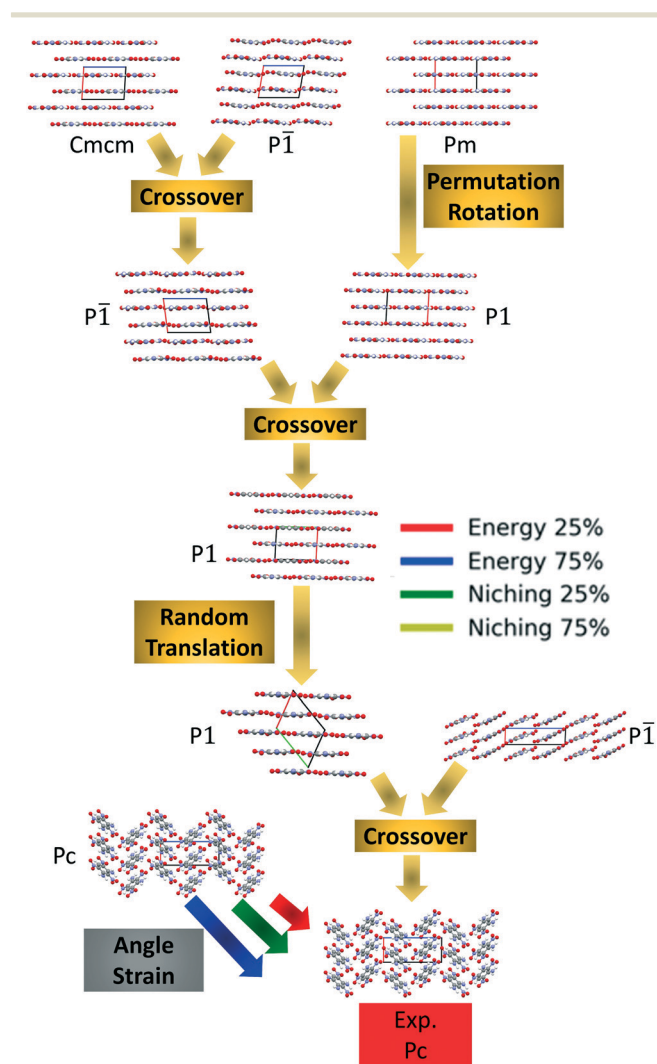 Cmcm
P1̅
Pm
Crossover
Permutation
Rotation
P1̅
P1
Crossover
P1
Energy 25%
Energy 75%
Niching 25%
Niching 75%
Random
Translation
P1
P1̅
Crossover
Pc
Angle
Strain
Exp.
Pc